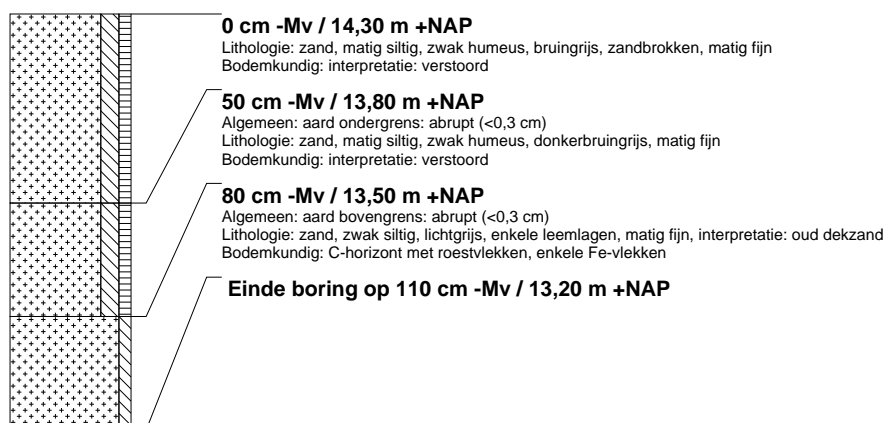 0 cm -Mv / 14,30 m +NAP
Lithologie: zand, matig siltig, zwak humeus, bruingrijs, zandbrokken, matig fijn
Bodemkundig: interpretatie: verstoord
50 cm -Mv / 13,80 m +NAP
Algemeen: aard ondergrens: abrupt (<0,3 cm)
Lithologie: zand, matig siltig, zwak humeus, donkerbruingrijs, matig fijn
Bodemkundig: interpretatie: verstoord
80 cm -Mv / 13,50 m +NAP
Algemeen: aard bovengrens: abrupt (<0,3 cm)
Lithologie: zand, zwak siltig, lichtgrijs, enkele leemlagen, matig fijn, interpretatie: oud dekzand
Bodemkundig: C-horizont met roestvlekken, enkele Fe-vlekken
Einde boring op 110 cm -Mv / 13,20 m +NAP